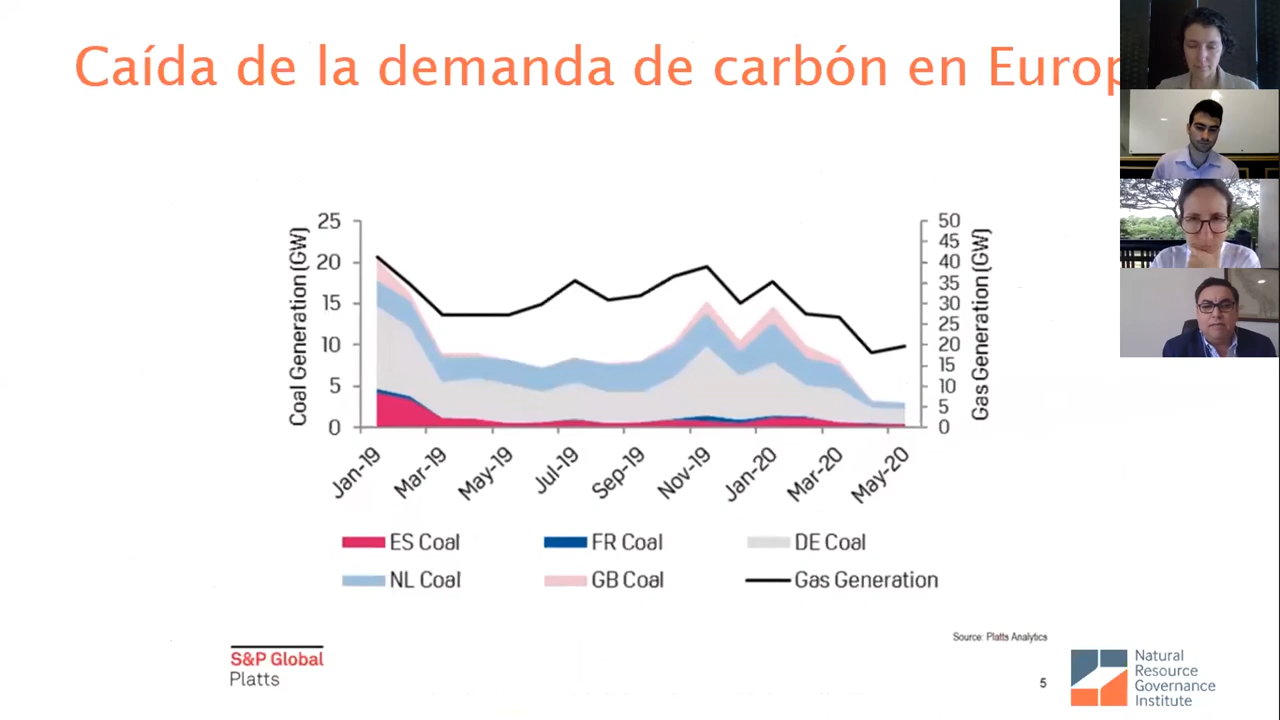 Caída de la demanda de carbón en Europ
Coal Generation (GW)
25
20
15
10
5
0
50
45
40
35
30
25
20
15
10
5
0
Gas Generation (GW)
Jan-19
Mar-19
May-19
Jul-19
Sep-19
Nov-19
Jan-20
Mar-20
May-20
ES Coal
FR Coal
DE Coal
NL Coal
GB Coal
Gas Generation
Source: Platts Analytics
S&P Global
Platts
5
Natural
Resource
Governance
Institute